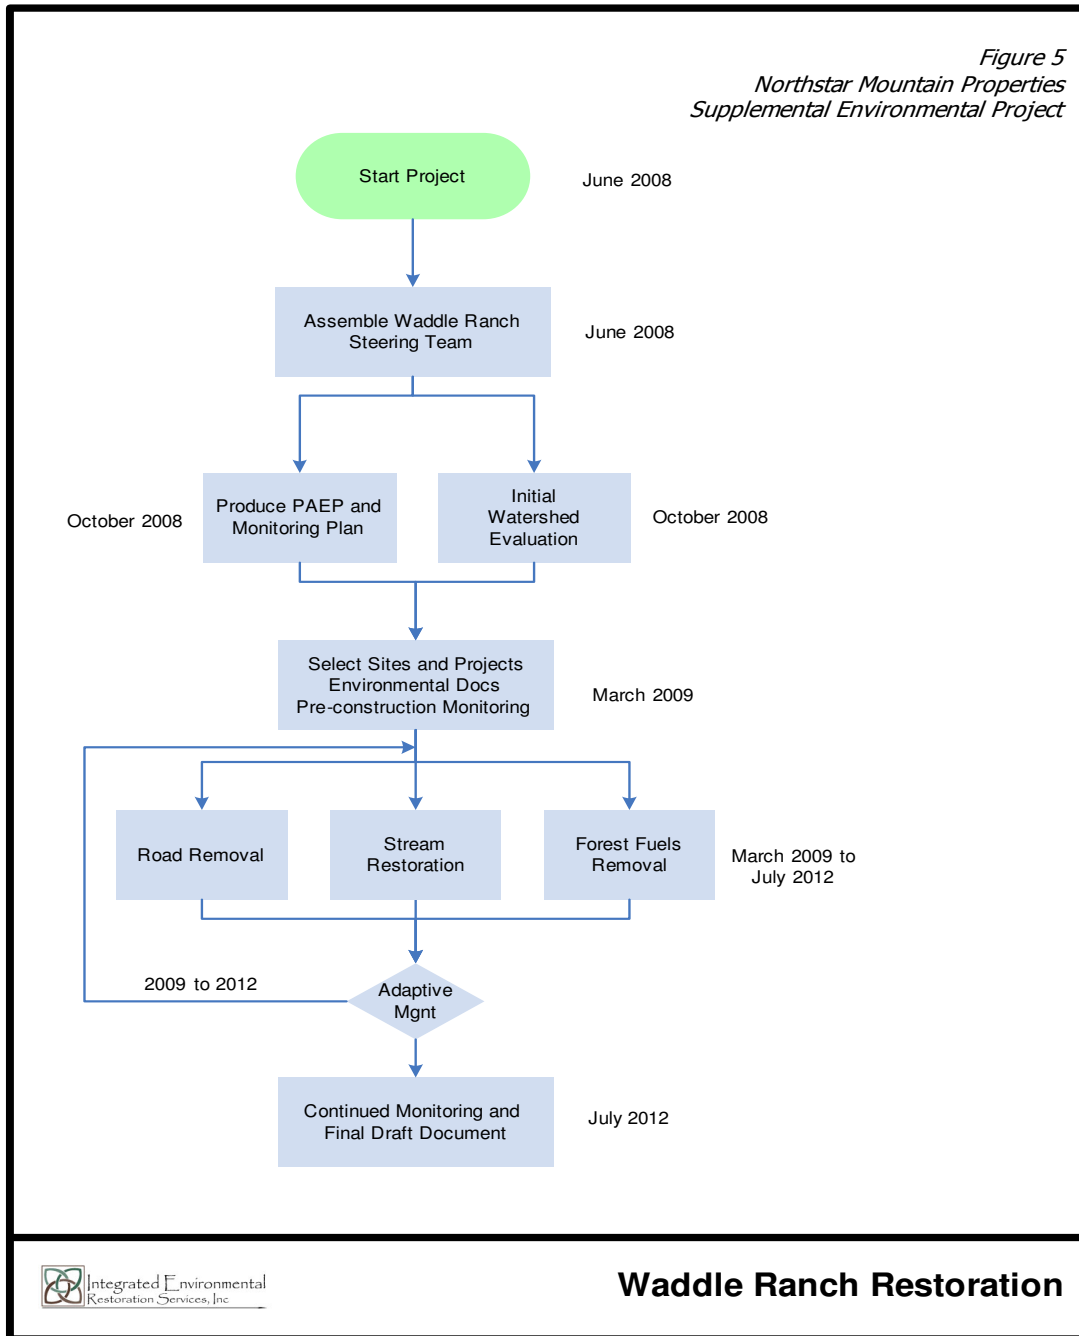 Figure 5
Northstar Mountain Properties
Supplemental Environmental Project
Start Project
June 2008
Assemble Waddle Ranch
Steering Team
June 2008
October 2008
Produce PAEP and
Monitoring Plan
Initial
Watershed
Evaluation
October 2008
Select Sites and Projects
Environmental Docs
Pre-construction Monitoring
March 2009
Road Removal
Stream
Restoration
Forest Fuels
Removal
March 2009 to
July 2012
2009 to 2012
Adaptive
Mgnt
Continued Monitoring and
Final Draft Document
July 2012
Integrated Environmental
Restoration Services, Inc
Waddle Ranch Restoration